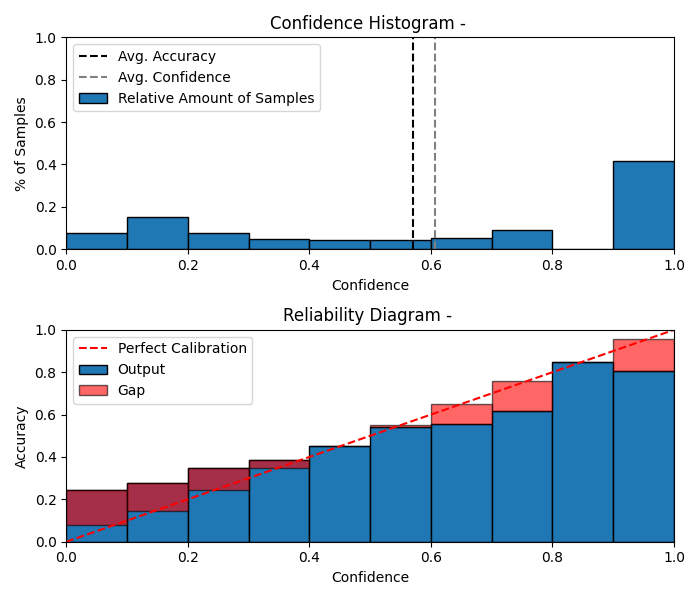 Confidence Histogram -
1.0
0.8
0.6
0.4
0.2
0.0
% of Samples
Avg. Accuracy
Avg. Confidence
Relative Amount of Samples
0.0 0.2 0.4 0.6 0.8 1.0
Confidence
Reliability Diagram -
1.0
0.8
0.6
0.4
0.2
0.0
Accuracy
Perfect Calibration
Output
Gap
0.0 0.2 0.4 0.6 0.8 1.0
Confidence